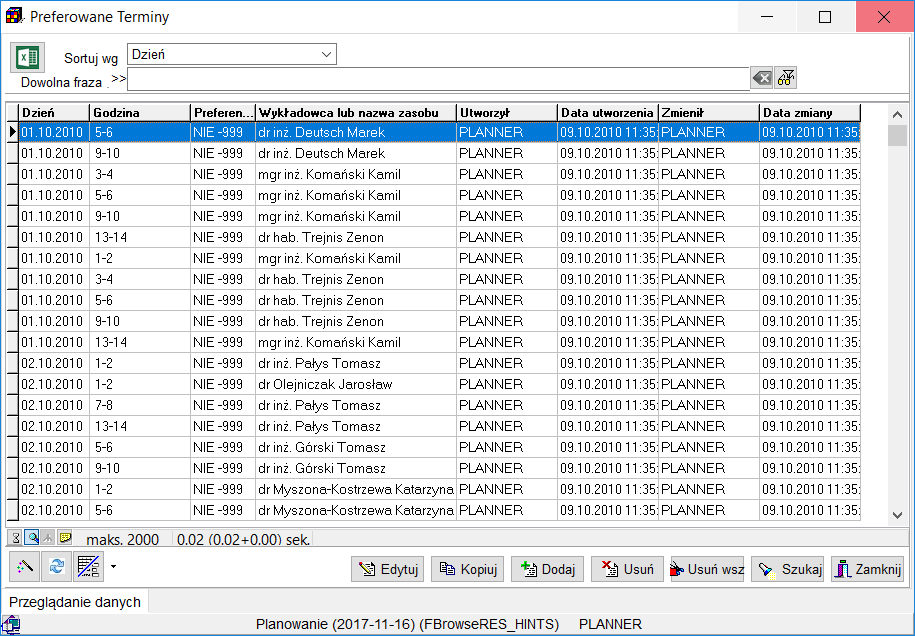 Preferowane Terminy
Sortuj wg Dzień
Dowolna fraza >>
Dzień Godzina Preferen... Wykładowca lub nazwa zasobu Utworzył Data utworzenia Zmienił Data zmiany
01.10.2010 5-6 NIE -999 dr inż. Deutsch Marek PLANNER 09.10.2010 11:35: PLANNER 09.10.2010 11:35:
01.10.2010 9-10 NIE -999 dr inż. Deutsch Marek PLANNER 09.10.2010 11:35: PLANNER 09.10.2010 11:35:
01.10.2010 3-4 NIE -999 mgr inż. Komański Kamil PLANNER 09.10.2010 11:35: PLANNER 09.10.2010 11:35:
01.10.2010 5-6 NIE -999 mgr inż. Komański Kamil PLANNER 09.10.2010 11:35: PLANNER 09.10.2010 11:35:
01.10.2010 9-10 NIE -999 mgr inż. Komański Kamil PLANNER 09.10.2010 11:35: PLANNER 09.10.2010 11:35:
01.10.2010 13-14 NIE -999 dr hab. Trejnis Zenon PLANNER 09.10.2010 11:35: PLANNER 09.10.2010 11:35:
01.10.2010 1-2 NIE -999 mgr inż. Komański Kamil PLANNER 09.10.2010 11:35: PLANNER 09.10.2010 11:35:
01.10.2010 3-4 NIE -999 dr hab. Trejnis Zenon PLANNER 09.10.2010 11:35: PLANNER 09.10.2010 11:35:
01.10.2010 5-6 NIE -999 dr hab. Trejnis Zenon PLANNER 09.10.2010 11:35: PLANNER 09.10.2010 11:35:
01.10.2010 9-10 NIE -999 dr hab. Trejnis Zenon PLANNER 09.10.2010 11:35: PLANNER 09.10.2010 11:35:
01.10.2010 13-14 NIE -999 mgr inż. Komański Kamil PLANNER 09.10.2010 11:35: PLANNER 09.10.2010 11:35:
02.10.2010 1-2 NIE -999 dr inż. Pałys Tomasz PLANNER 09.10.2010 11:35: PLANNER 09.10.2010 11:35:
02.10.2010 1-2 NIE -999 dr Olejniczak Jarosław PLANNER 09.10.2010 11:35: PLANNER 09.10.2010 11:35:
02.10.2010 7-8 NIE -999 dr inż. Pałys Tomasz PLANNER 09.10.2010 11:35: PLANNER 09.10.2010 11:35:
02.10.2010 13-14 NIE -999 dr inż. Pałys Tomasz PLANNER 09.10.2010 11:35: PLANNER 09.10.2010 11:35:
02.10.2010 5-6 NIE -999 dr inż. Górski Tomasz PLANNER 09.10.2010 11:35: PLANNER 09.10.2010 11:35:
02.10.2010 9-10 NIE -999 dr inż. Górski Tomasz PLANNER 09.10.2010 11:35: PLANNER 09.10.2010 11:35:
02.10.2010 1-2 NIE -999 dr Myszona-Kostrzewa Katarzyna PLANNER 09.10.2010 11:35: PLANNER 09.10.2010 11:35:
02.10.2010 5-6 NIE -999 dr Myszona-Kostrzewa Katarzyna PLANNER 09.10.2010 11:35: PLANNER 09.10.2010 11:35:
maks. 2000 0.02 (0.02+0.00) sek.
Edytuj Kopiuj Dodaj Usuń Usuń wsz Szukaj Zamknij
Przeglądanie danych
Planowanie (2017-11-16) (FBrowseRES_HINTS) PLANNER